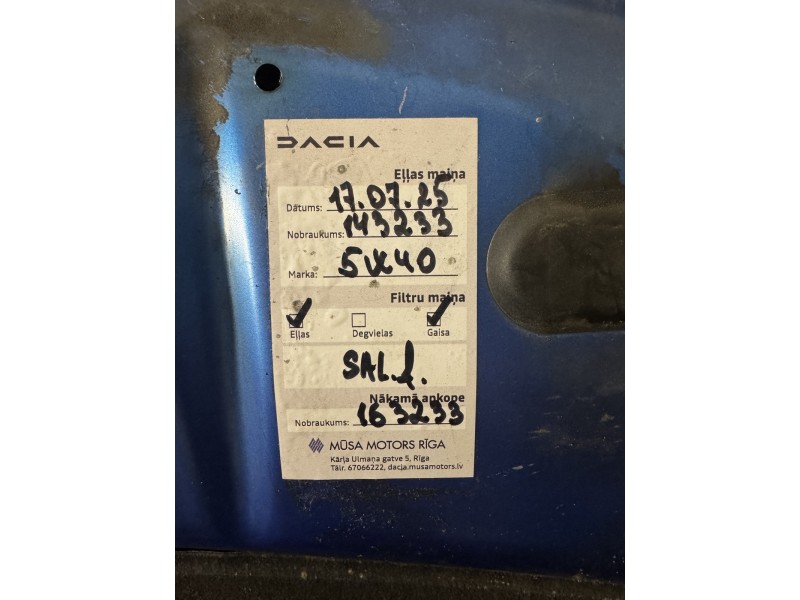 DACIA
Eļļas maiņa
Datums: 17.07.25
Nobraukums: 143233
Marka: 5W40
Filtru maiņa
Eļļas Degvielas Gaisa
SAL.f.
Nākamā apkope
Nobraukums: 163233
MŪSA MOTORS RĪGA
Kārļa Ulmaņa gatve 5, Rīga
Tālr. 67066222, dacia.musamotors.lv